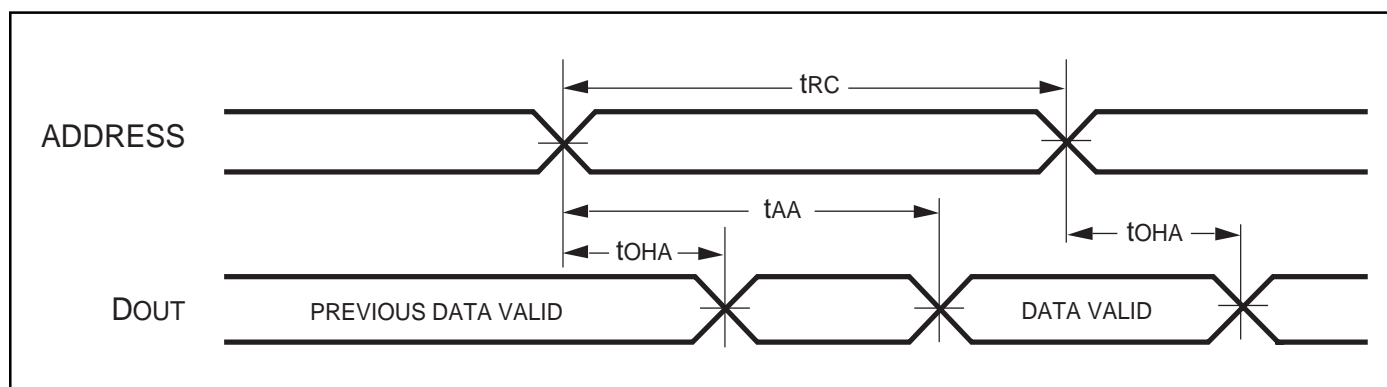 tRC
ADDRESS
tAA
tOHA
tOHA
DOUT
PREVIOUS DATA VALID
DATA VALID